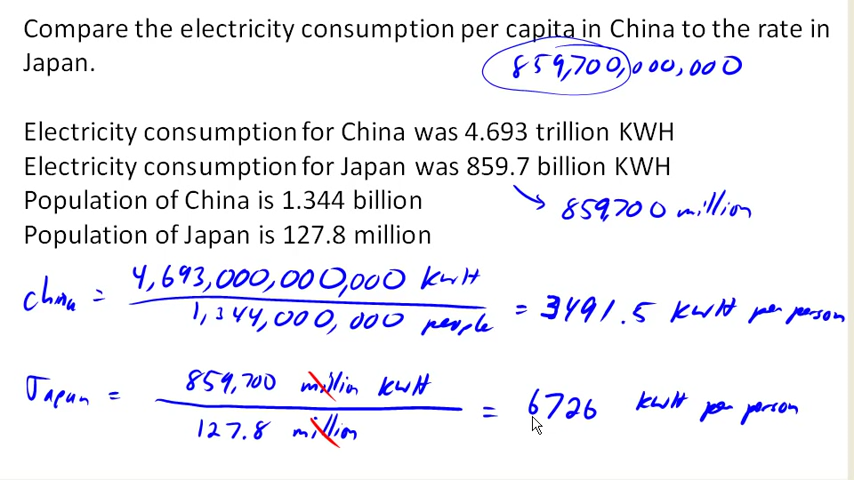 Compare the electricity consumption per capita in China to the rate in
Japan.
859,700,000,000
Electricity consumption for China was 4.693 trillion KWH
Electricity consumption for Japan was 859.7 billion KWH
Population of China is 1.344 billion
859,700 million
Population of Japan is 127.8 million
China = 4,693,000,000,000 KWH
1,344,000,000 people
= 3491.5 KWH per person
Japan = 859,700 million KWH
127.8 million
= 6726 KWH per person